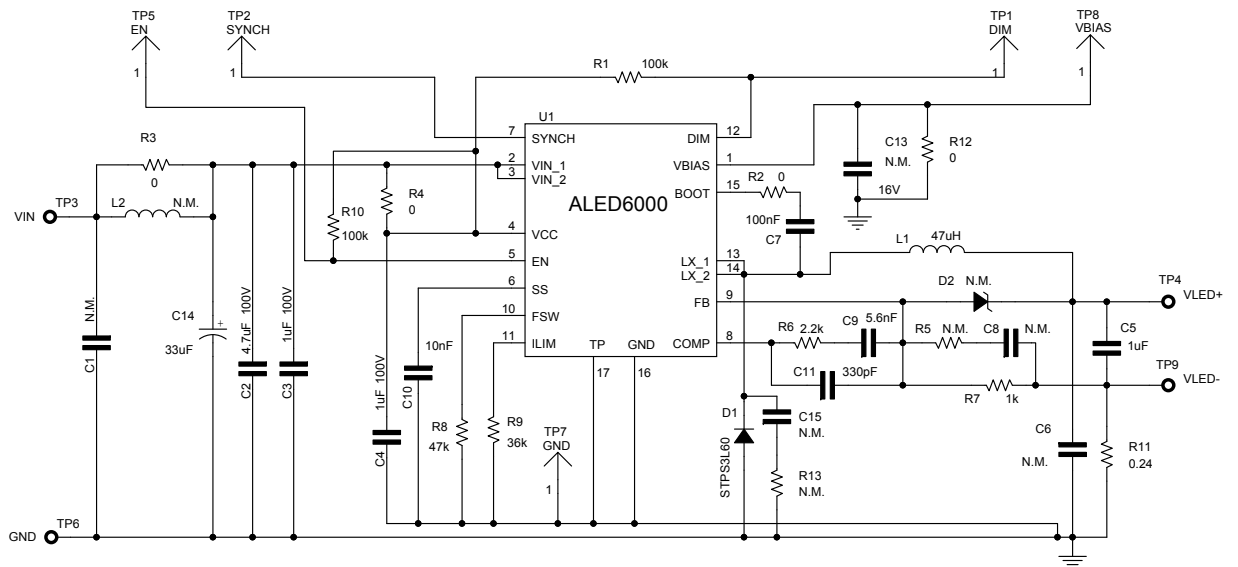 TP5
EN
TP2
SYNCH
TP1
DIM
TP8
VBIAS
1
1
1
1
R1
100k
U1
7
SYNCH
DIM
12
2
VIN_1
3
VIN_2
VBIAS
1
BOOT
15
ALED6000
4
VCC
5
EN
LX_1
13
LX_2
14
6
SS
FB
9
10
FSW
11
ILIM
COMP
8
TP
GND
17
16
R3
0
VIN
TP3
L2
N.M.
R10
100k
R4
0
C13
N.M.
16V
R12
0
R2
0
100nF
C7
L1
47uH
D2
N.M.
TP4
VLED+
N.M.
C1
C14
+
33uF
4.7uF 100V
C2
1uF 100V
C3
1uF 100V
C4
10nF
C10
R8
47k
R9
36k
R6
2.2k
C9
5.6nF
R5
N.M.
C8
N.M.
C5
1uF
C11
330pF
R7
1k
TP9
VLED-
TP7
GND
1
D1
STPS3L60
C15
N.M.
R13
N.M.
C6
N.M.
R11
0.24
GND
TP6